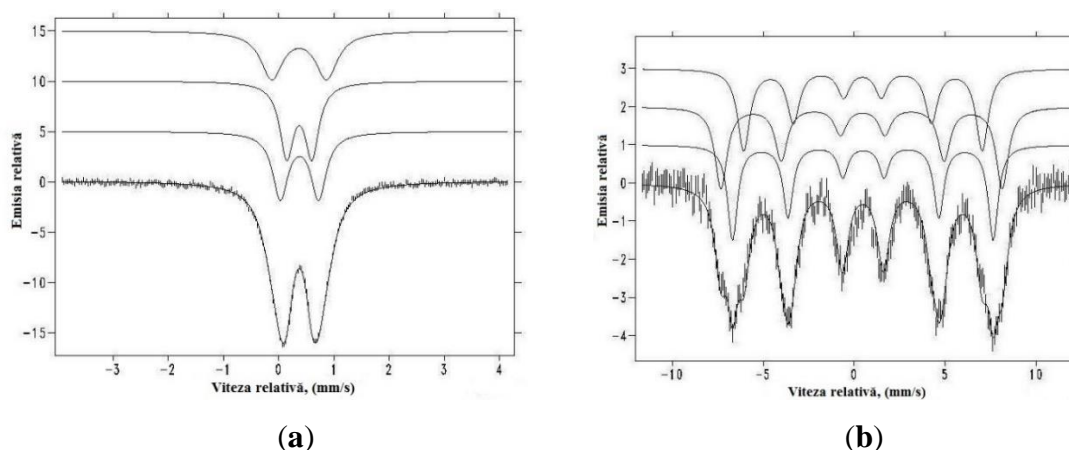 15
10
5
0
-5
-10
-15
Emisia relativă
-3 -2 -1 0 1 2 3 4
Viteza relativă, (mm/s)
(a)
3
2
1
0
-1
-2
-3
-4
Emisia relativă
-10 -5 0 5 10
Viteza relativă, (mm/s)
(b)